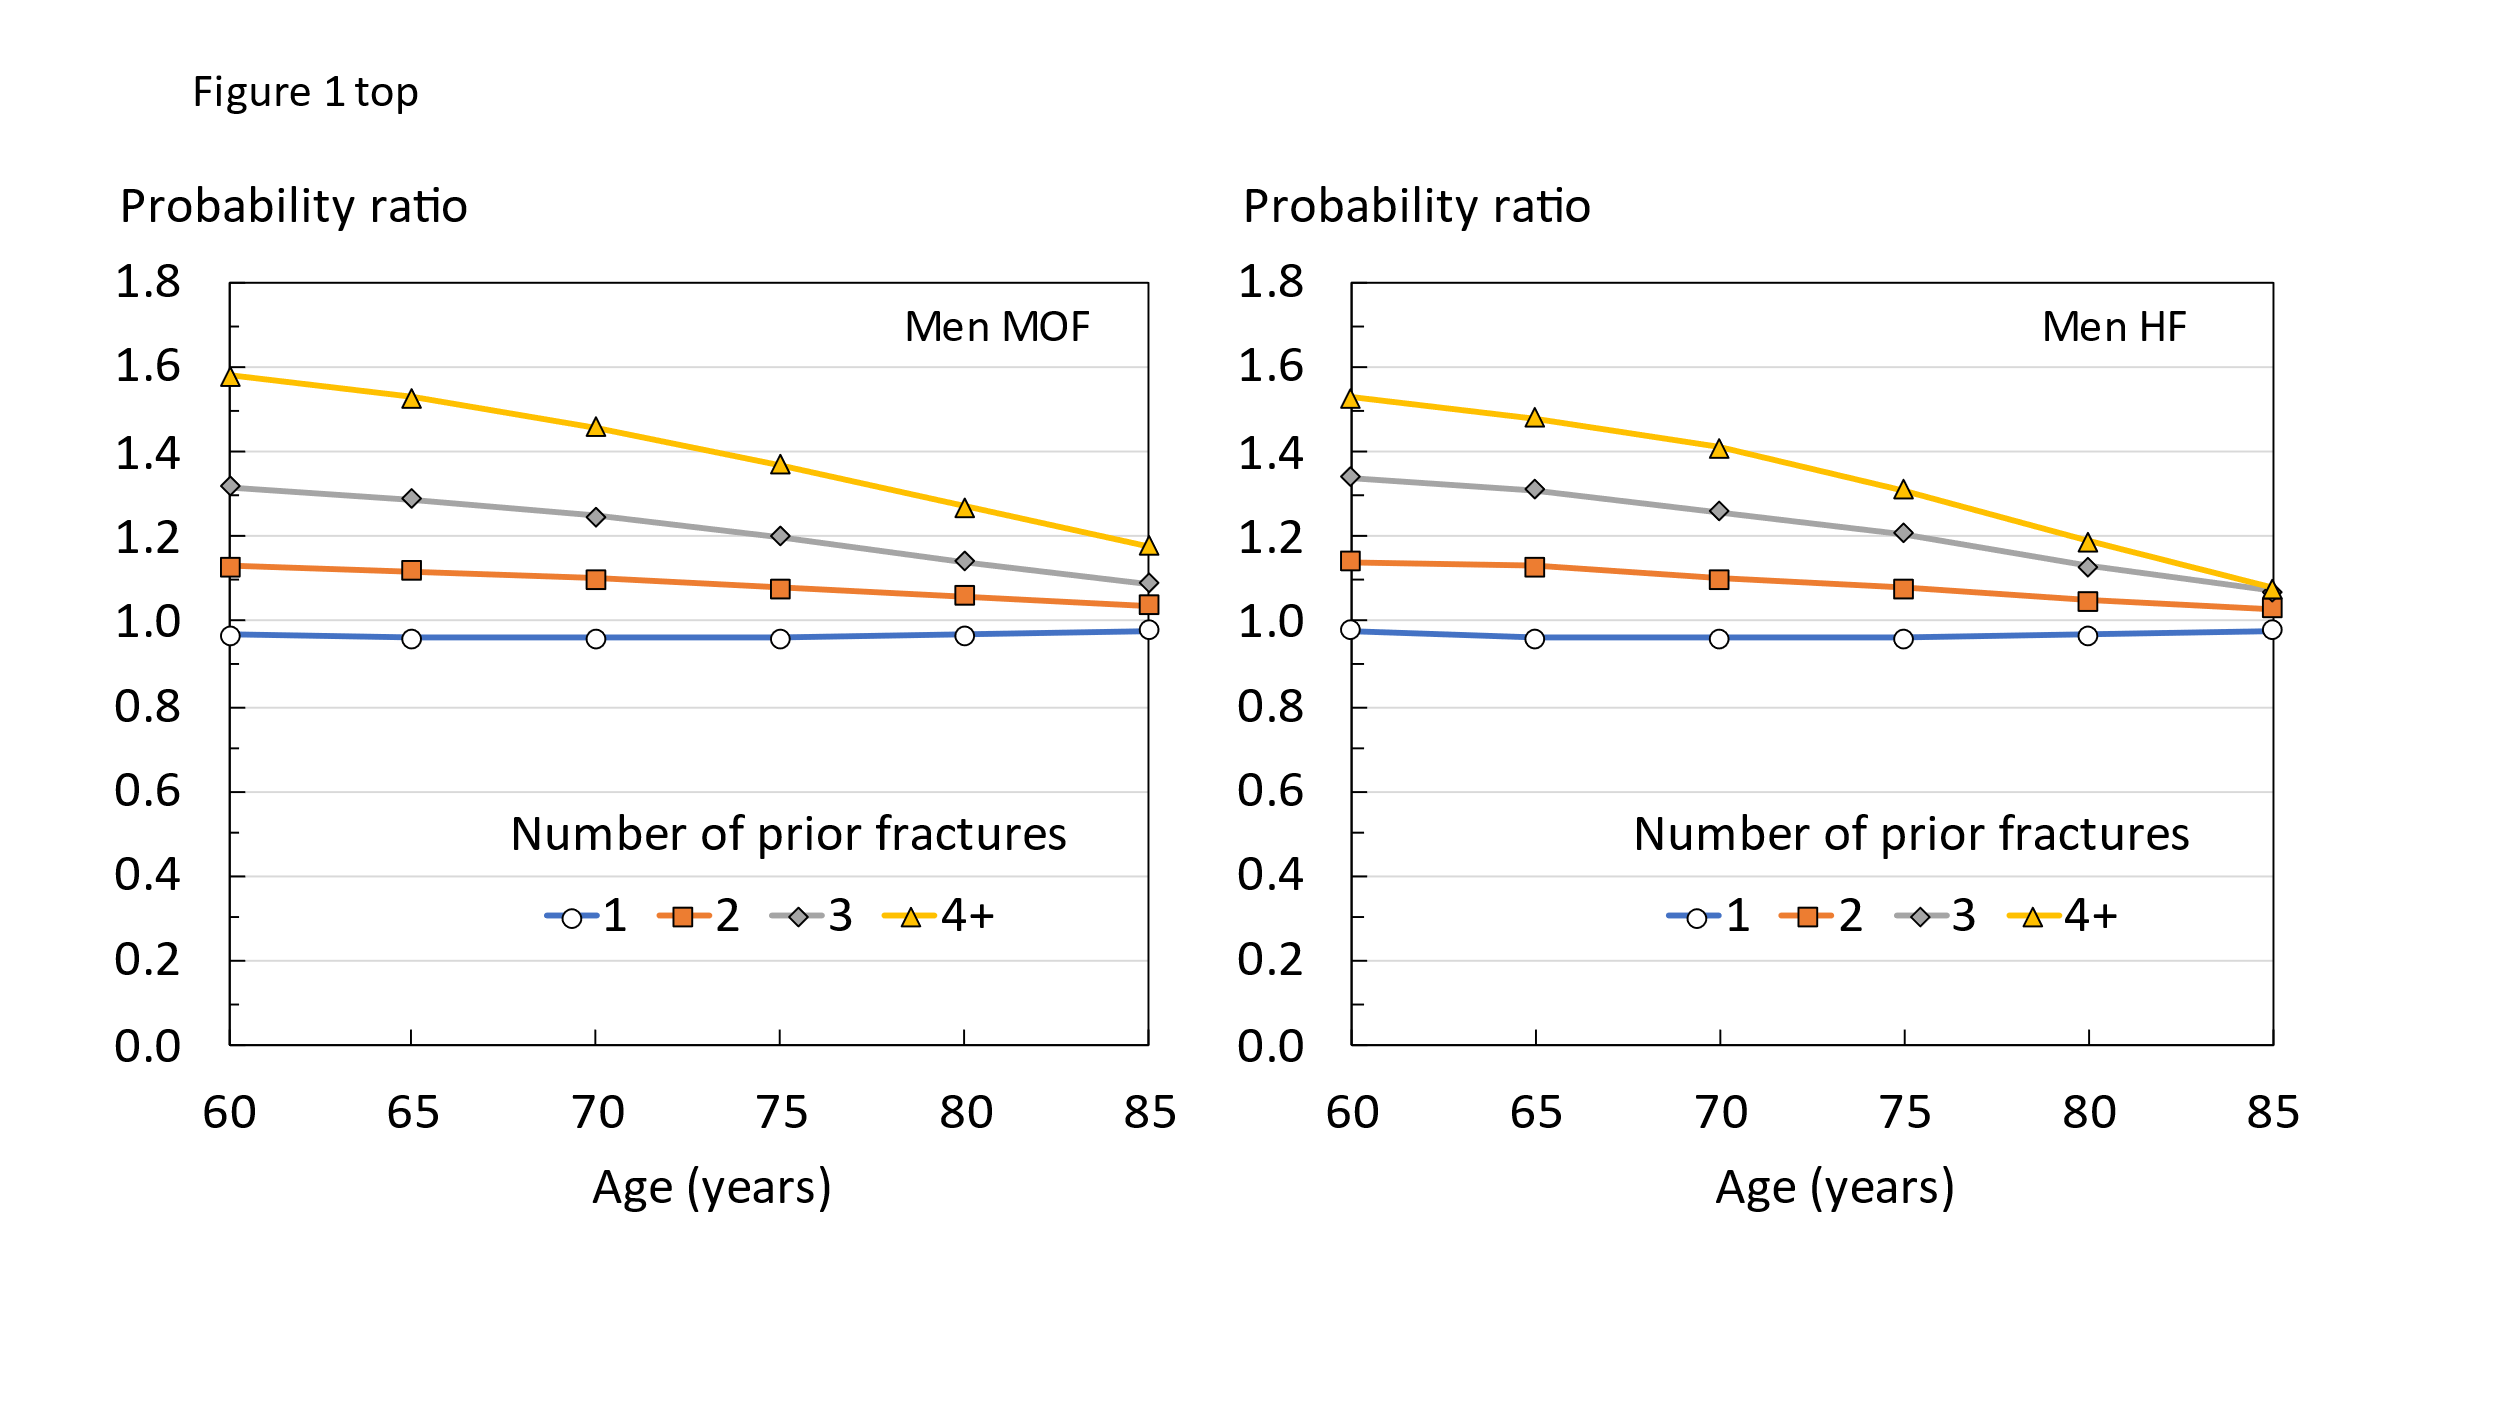 Figure 1 top
Probability ratio
Men MOF
1.8
1.6
1.4
1.2
1.0
0.8
0.6
0.4
0.2
0.0
Number of prior fractures
1 2 3 4+
60 65 70 75 80 85
Age (years)
Probability ratio
Men HF
1.8
1.6
1.4
1.2
1.0
0.8
0.6
0.4
0.2
0.0
Number of prior fractures
1 2 3 4+
60 65 70 75 80 85
Age (years)